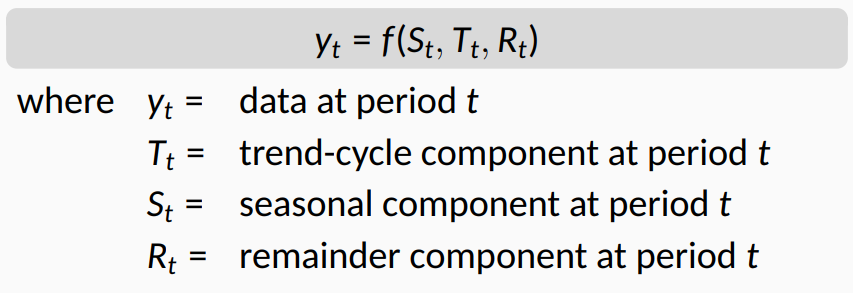 yₜ = f(Sₜ, Tₜ, Rₜ)
where yₜ = data at period t
Tₜ = trend-cycle component at period t
Sₜ = seasonal component at period t
Rₜ = remainder component at period t